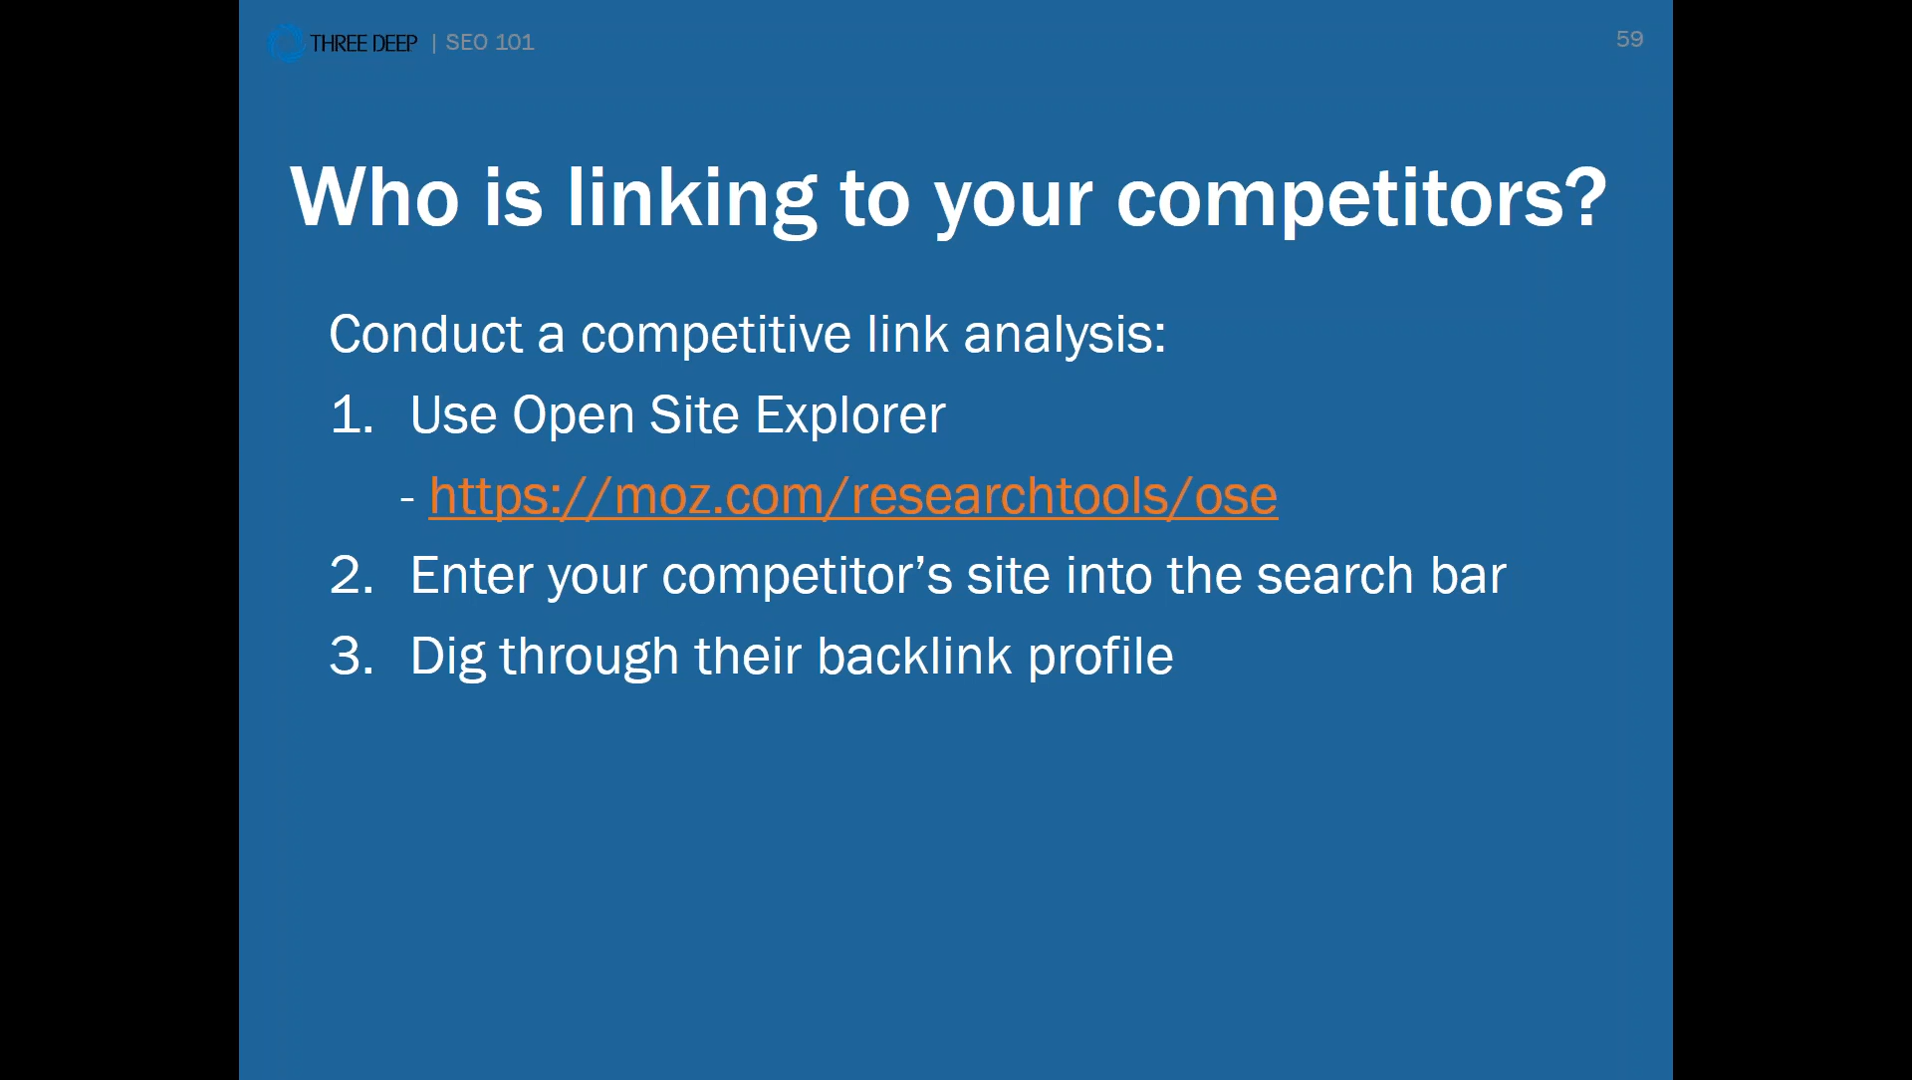 THREE DEEP | SEO 101
59
Who is linking to your competitors?
Conduct a competitive link analysis:
1. Use Open Site Explorer
- https://moz.com/researchtools/ose
2. Enter your competitor’s site into the search bar
3. Dig through their backlink profile